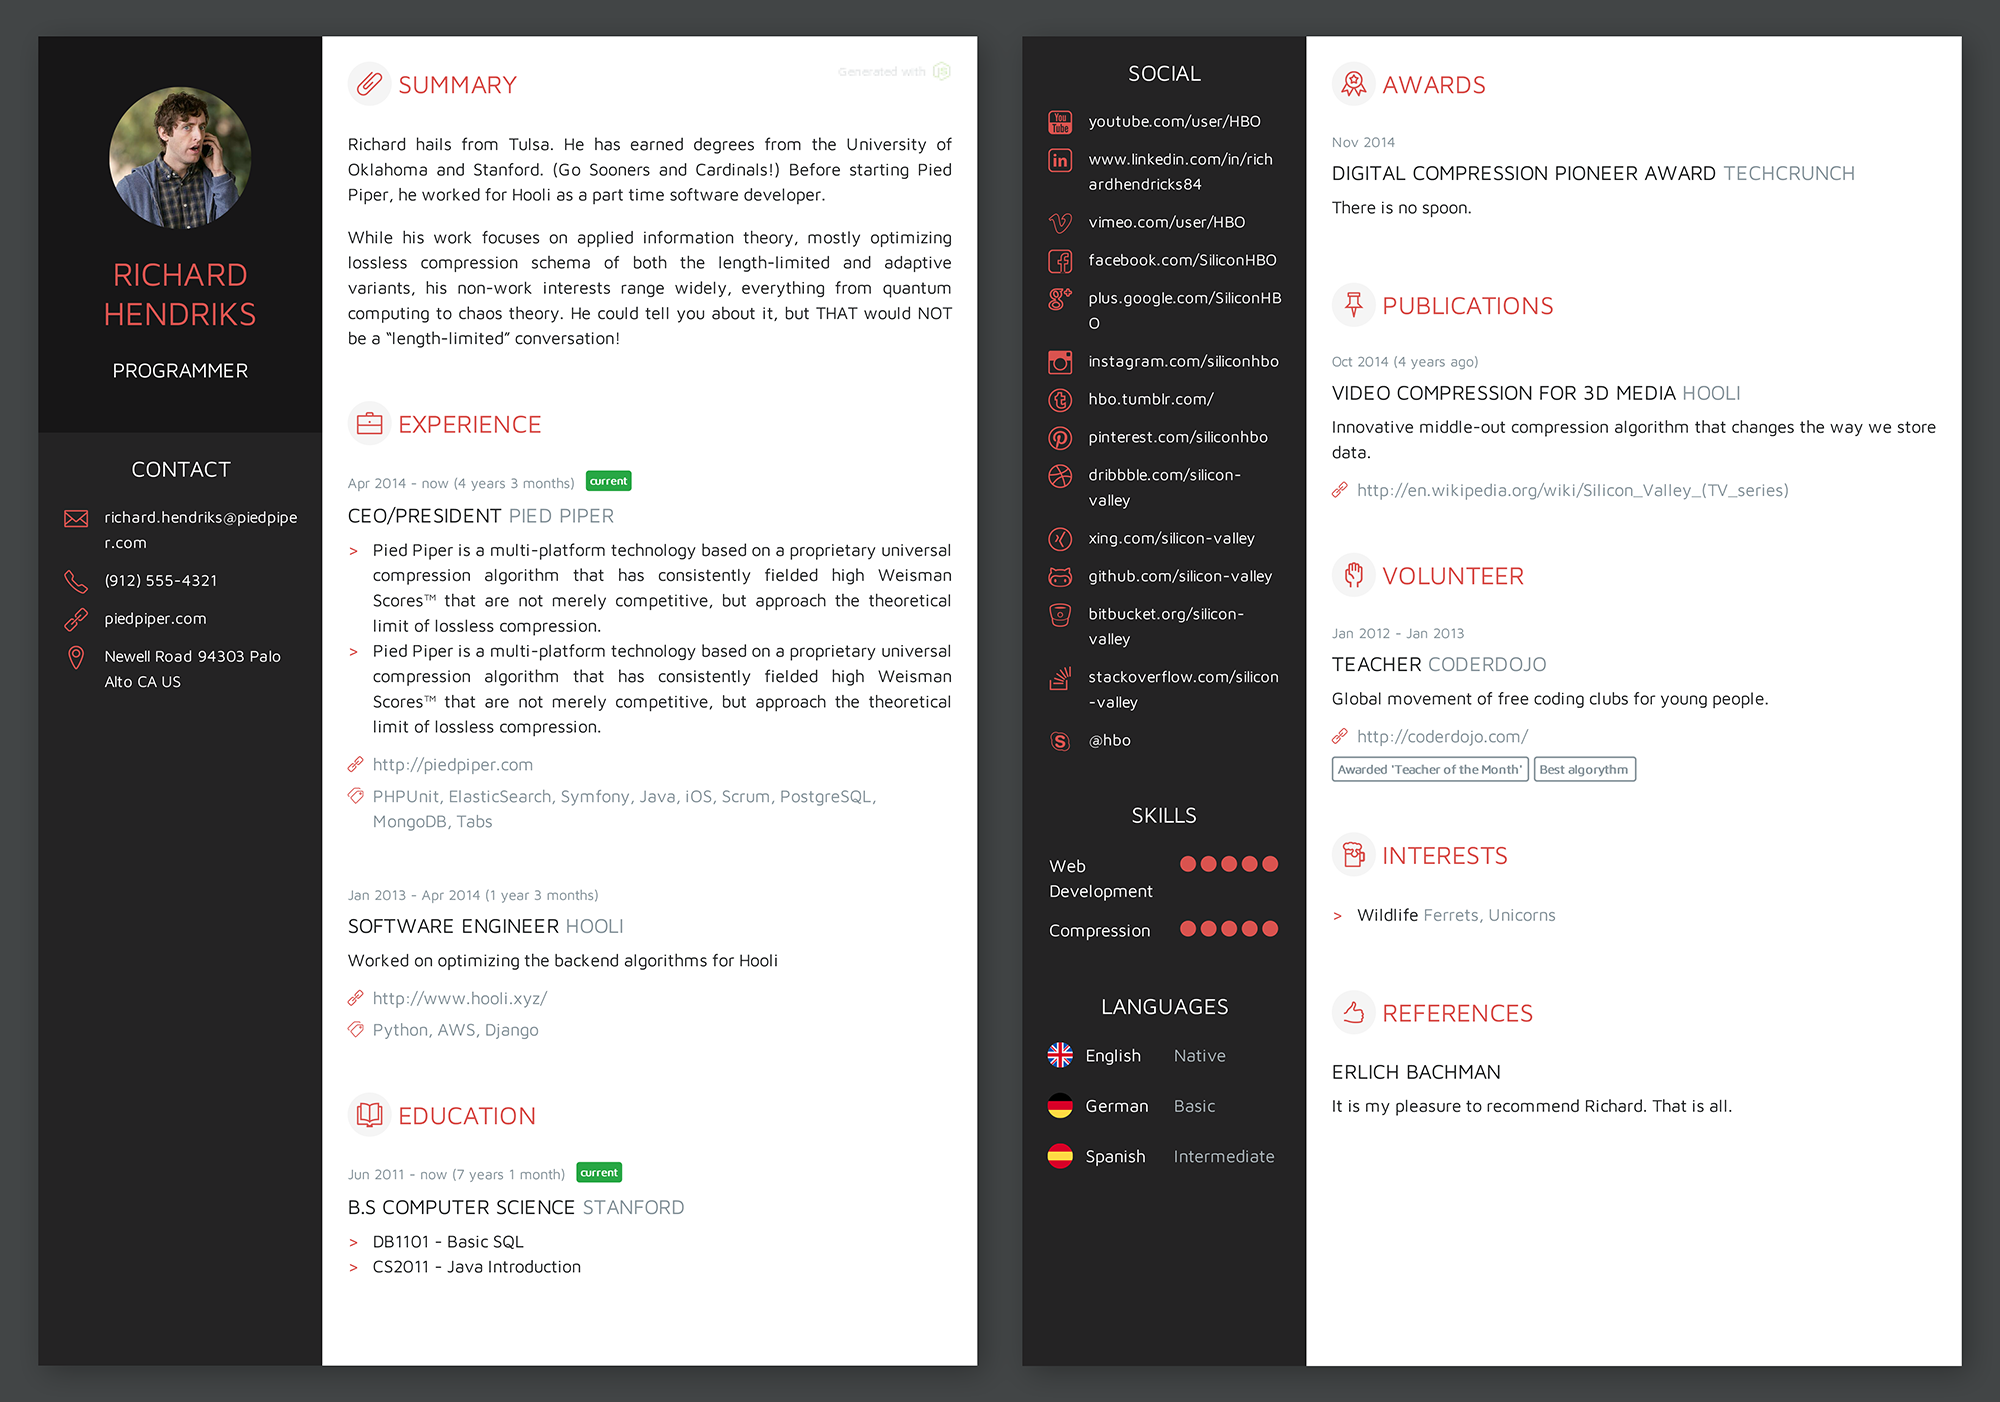 RICHARD
HENDRIKS
PROGRAMMER
CONTACT
richard.hendriks@piedpipe
r.com
(912) 555-4321
piedpiper.com
Newell Road 94303 Palo
Alto CA US
Generated with JS
SUMMARY
Richard hails from Tulsa. He has earned degrees from the University of
Oklahoma and Stanford. (Go Sooners and Cardinals!) Before starting Pied
Piper, he worked for Hooli as a part time software developer.
While his work focuses on applied information theory, mostly optimizing
lossless compression schema of both the length-limited and adaptive
variants, his non-work interests range widely, everything from quantum
computing to chaos theory. He could tell you about it, but THAT would NOT
be a “length-limited” conversation!
EXPERIENCE
Apr 2014 - now (4 years 3 months) current
CEO/PRESIDENT PIED PIPER
> Pied Piper is a multi-platform technology based on a proprietary universal
compression algorithm that has consistently fielded high Weisman
Scores™ that are not merely competitive, but approach the theoretical
limit of lossless compression.
> Pied Piper is a multi-platform technology based on a proprietary universal
compression algorithm that has consistently fielded high Weisman
Scores™ that are not merely competitive, but approach the theoretical
limit of lossless compression.
http://piedpiper.com
PHPUnit, ElasticSearch, Symfony, Java, iOS, Scrum, PostgreSQL,
MongoDB, Tabs
Jan 2013 - Apr 2014 (1 year 3 months)
SOFTWARE ENGINEER HOOLI
Worked on optimizing the backend algorithms for Hooli
http://www.hooli.xyz/
Python, AWS, Django
EDUCATION
Jun 2011 - now (7 years 1 month) current
B.S COMPUTER SCIENCE STANFORD
> DB1101 - Basic SQL
> CS2011 - Java Introduction
SOCIAL
You Tube youtube.com/user/HBO
in www.linkedin.com/in/rich
ardhendricks84
vimeo.com/user/HBO
facebook.com/SiliconHBO
plus.google.com/SiliconHB
O
instagram.com/siliconhbo
hbo.tumblr.com/
pinterest.com/siliconhbo
dribbble.com/silicon-
valley
xing.com/silicon-valley
github.com/silicon-valley
bitbucket.org/silicon-
valley
stackoverflow.com/silicon
-valley
@hbo
SKILLS
Web
Development
Compression
LANGUAGES
English Native
German Basic
Spanish Intermediate
AWARDS
Nov 2014
DIGITAL COMPRESSION PIONEER AWARD TECHCRUNCH
There is no spoon.
PUBLICATIONS
Oct 2014 (4 years ago)
VIDEO COMPRESSION FOR 3D MEDIA HOOLI
Innovative middle-out compression algorithm that changes the way we store
data.
http://en.wikipedia.org/wiki/Silicon_Valley_(TV_series)
VOLUNTEER
Jan 2012 - Jan 2013
TEACHER CODERDOJO
Global movement of free coding clubs for young people.
http://coderdojo.com/
Awarded 'Teacher of the Month' Best algorythm
INTERESTS
> Wildlife Ferrets, Unicorns
REFERENCES
ERLICH BACHMAN
It is my pleasure to recommend Richard. That is all.